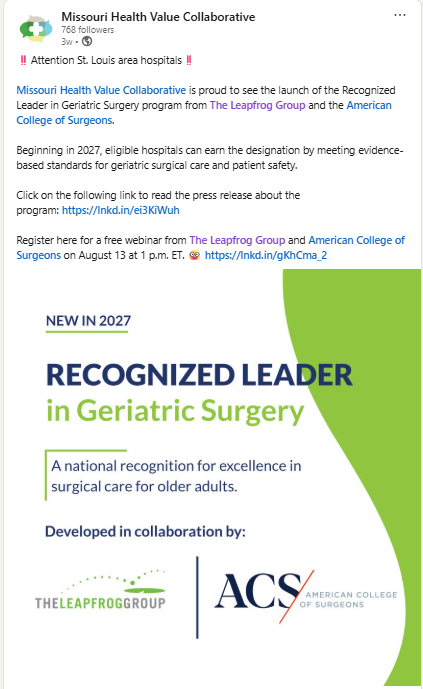 Missouri Health Value Collaborative
768 followers
3w •
‼️ Attention St. Louis area hospitals ‼️
Missouri Health Value Collaborative is proud to see the launch of the Recognized
Leader in Geriatric Surgery program from The Leapfrog Group and the American
College of Surgeons.
Beginning in 2027, eligible hospitals can earn the designation by meeting evidence-
based standards for geriatric surgical care and patient safety.
Click on the following link to read the press release about the
program: https://lnkd.in/ei3KiWuh
Register here for a free webinar from The Leapfrog Group and American College of
Surgeons on August 13 at 1 p.m. ET. https://lnkd.in/gKhCma_2
NEW IN 2027
RECOGNIZED LEADER
in Geriatric Surgery
A national recognition for excellence in
surgical care for older adults.
Developed in collaboration by:
THELEAPFROGGROUP
ACS
AMERICAN COLLEGE
OF SURGEONS